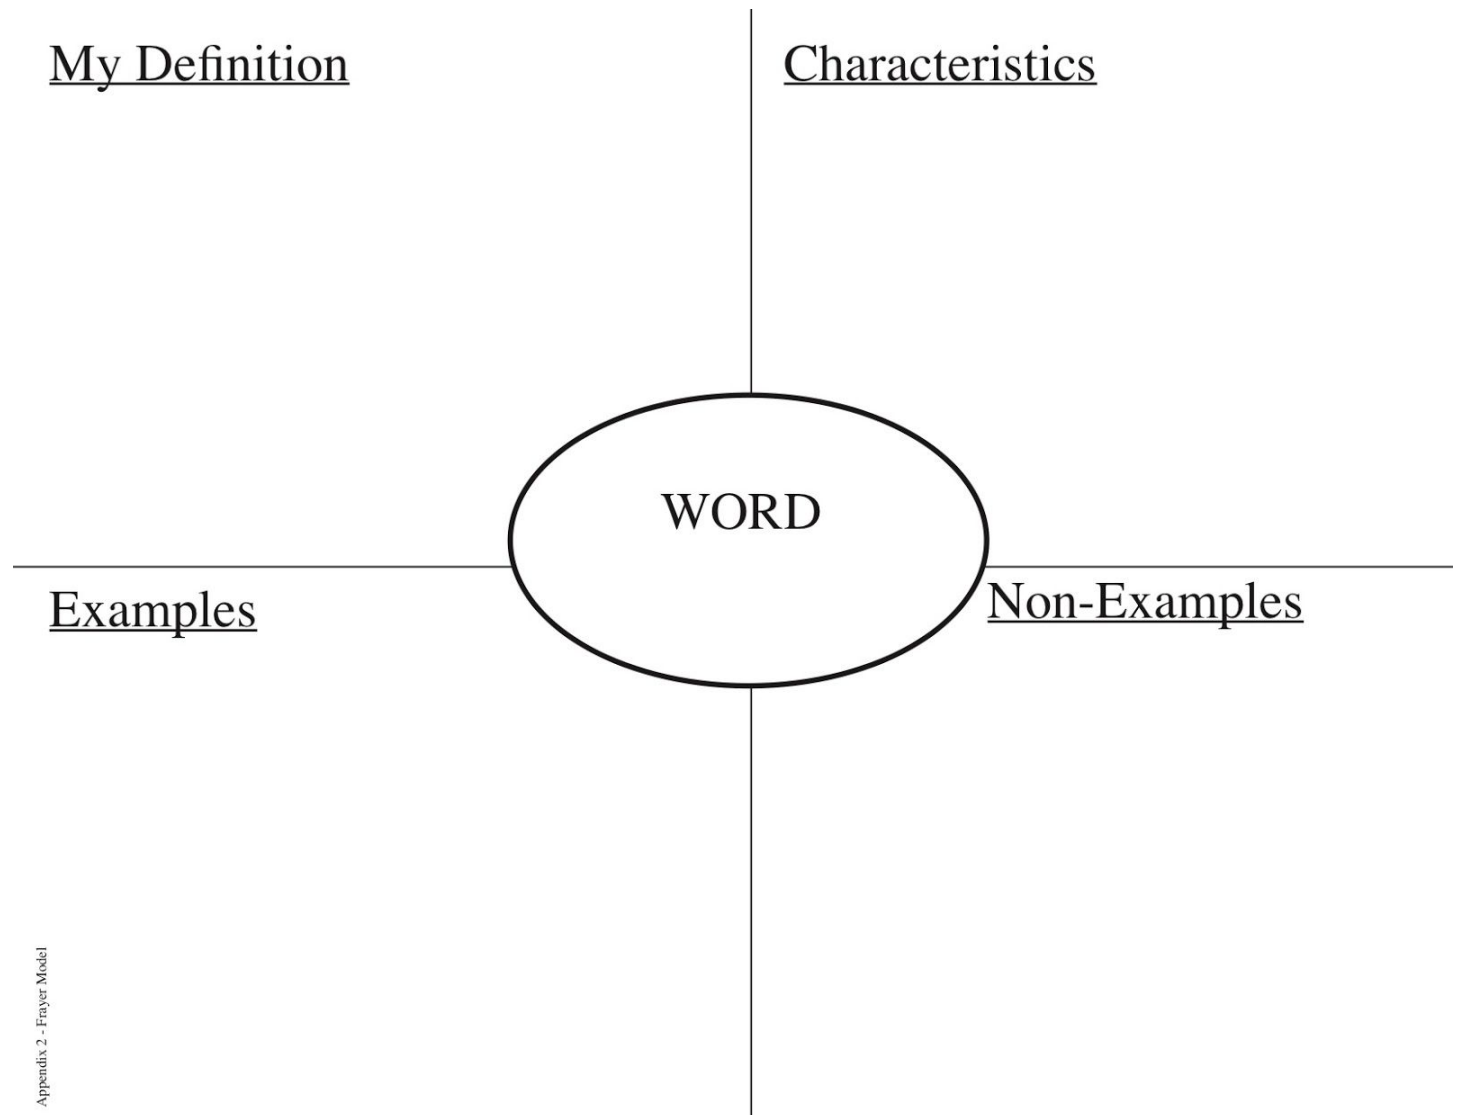 My Definition
Characteristics
WORD
Examples
Non-Examples
Appendix 2 - Frayer Model